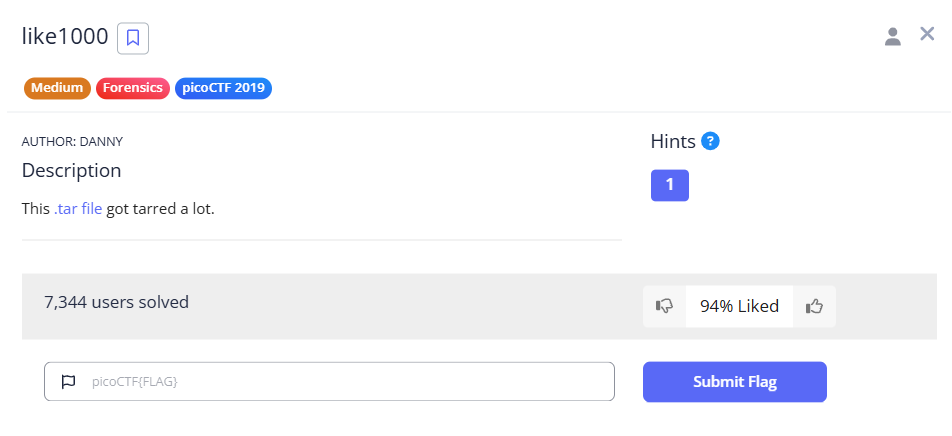 like1000
Medium Forensics picoCTF 2019
AUTHOR: DANNY
Description
This .tar file got tarred a lot.
Hints ?
1
7,344 users solved
94% Liked
picoCTF{FLAG}
Submit Flag